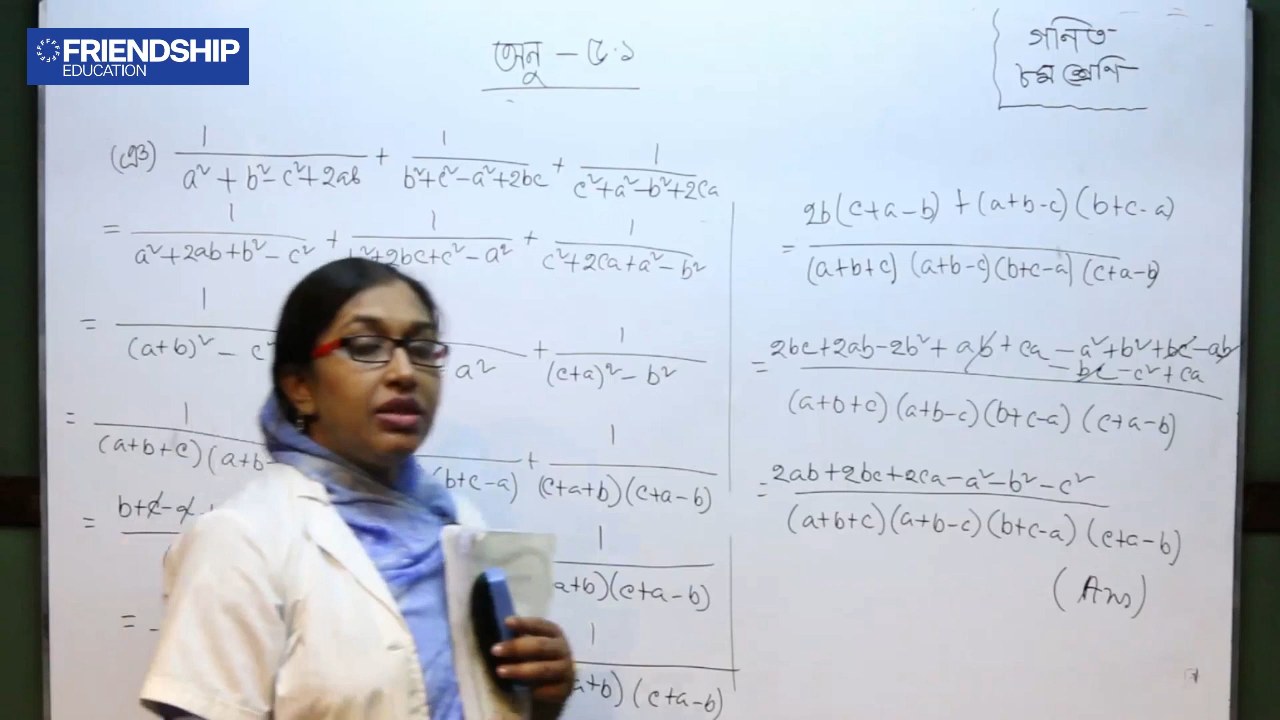 FRIENDSHIP
EDUCATION
অনু - ৫.১
গনিত
৮ম শ্রেণি
(ঞ) 1/(a² + b² - c² + 2ab) + 1/(b² + c² - a² + 2bc) + 1/(c² + a² - b² + 2ca)
= 1/(a² + 2ab + b² - c²) + 1/(b² + 2bc + c² - a²) + 1/(c² + 2ca + a² - b²)
= 1/((a+b)² - c² a² + 1/((c+a)² - b²)
= 1/((a+b+c)(a+b- (b+c-a) + 1/((c+a+b)(c+a-b))
= b+c-a 1/ a+b)(c+a-b)
= 1/ a+b)(c+a-b)
= (2b(c+a-b) + (a+b-c)(b+c-a))/((a+b+c)(a+b-c)(b+c-a)(c+a-b))
= (2bc+2ab-2b²+ab+ca-a²+b²+bc-ab-bc-c²+ca)/((a+b+c)(a+b-c)(b+c-a)(c+a-b))
= (2ab+2bc+2ca-a²-b²-c²)/((a+b+c)(a+b-c)(b+c-a)(c+a-b))
(Ans)